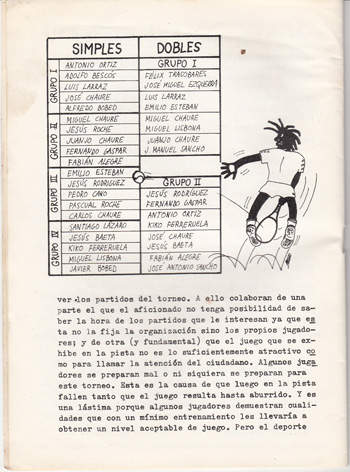 SIMPLES
DOBLES
GRUPO I
ANTONIO ORTIZ
ADOLFO BESCÓS
LUIS LARRAZ
JOSÉ CHAURE
ALFREDO BOBED
GRUPO II
MIGUEL CHAURE
JESÚS ROCHE
JUANJO CHAURE
FERNANDO GASPAR
FABIÁN ALEGRE
GRUPO III
EMILIO ESTEBAN
JESÚS RODRIGUEZ
PEDRO CANO
PASCUAL ROCHE
CARLOS CHAURE
GRUPO IV
SANTIAGO LÁZARO
JESÚS BAETA
KIKO FERRERUELA
MIGUEL LISBONA
JAVIER BOBED
GRUPO I
FÉLIX TRAGOBARES
JOSÉ MIGUEL EZQUERRA
LUIS LARRAZ
EMILIO ESTEBAN
MIGUEL CHAURE
MIGUEL LISBONA
JUANJO CHAURE
J. MANUEL SANCHO
GRUPO II
JESÚS RODRÍGUEZ
FERNANDO GASPAR
ANTONIO ORTIZ
KIKO FERRERUELA
JOSÉ CHAURE
JESÚS BAETA
FABIÁN ALEGRE
JOSÉ ANTONIO SANCHO
ver los partidos del torneo. A ello colaboran de una
parte el que el aficionado no tenga posibilidad de sa-
ber la hora de los partidos que le interesan ya que es
ta no la fija la organización sino los propios jugado-
res; y de otra (y fundamental) que el juego que se ex-
hibe en la pista no es lo suficientemente atractivo co
mo para llamar la atención del ciudadano. Algunos juga
dores se preparan mal o ni siquiera se preparan para
este torneo. Esta es la causa de que luego en la pista
fallen tanto que el juego resulta hasta aburrido. Y es
una lástima porque algunos jugadores demuestran cuali-
dades que con un mínimo entrenamiento les llevaría a
obtener un nivel aceptable de juego. Pero el deporte